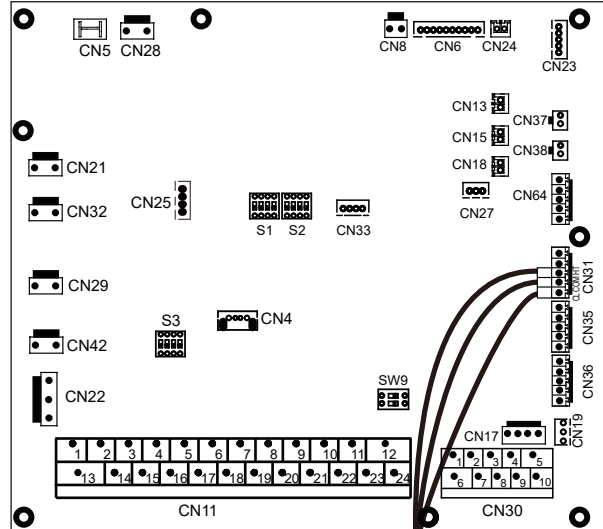 CN5
CN28
CN8
CN6
CN24
CN23
CN13
CN37
CN15
CN38
CN18
CN21
CN25
CN27
CN64
CN32
S1
S2
CN33
CN31
CL COM HT
CN29
CN4
CN35
S3
CN42
CN36
SW9
CN22
CN17
CN19
1 2 3 4 5 6 7 8 9 10 11 12
13 14 15 16 17 18 19 20 21 22 23 24
1 2 3 4 5
6 7 8 9 10
CN11
CN30